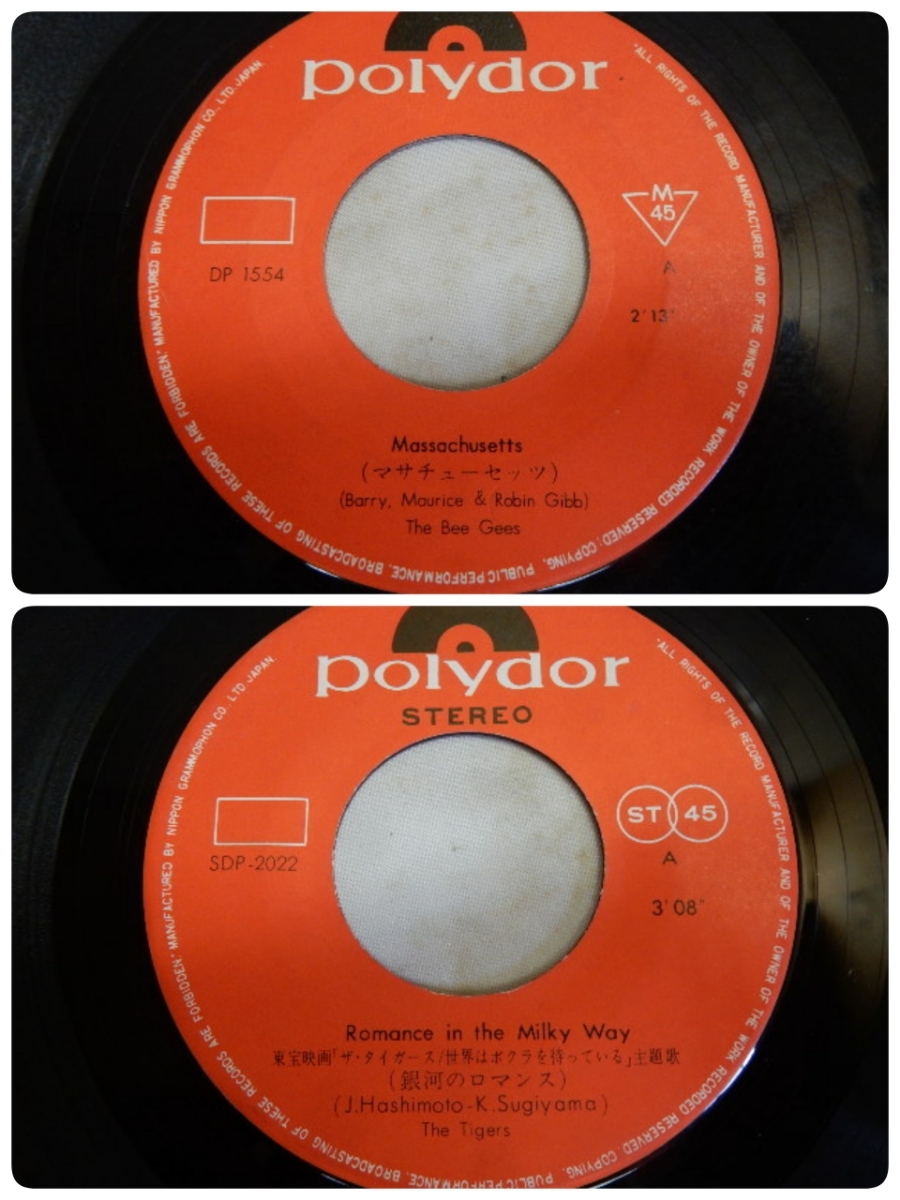 polydor
M
45
DP 1554
A
2'13"
Massachusetts
(マサチューセッツ)
(Barry, Maurice & Robin Gibb)
The Bee Gees
"ALL RIGHTS OF THE RECORD MANUFACTURER AND OF THE OWNER OF THE WORK RECORDED RESERVED: COPYING, PUBLIC PERFORMANCE, BROADCASTING OF THESE RECORDS ARE FORBIDDEN." MANUFACTURED BY NIPPON GRAMMOPHON CO., LTD. JAPAN.
polydor
STEREO
ST 45
SDP-2022
A
3'08"
Romance in the Milky Way
東宝映画「ザ・タイガース/世界はボクラを待っている」主題歌
(銀河のロマンス)
(J.Hashimoto-K.Sugiyama)
The Tigers
"ALL RIGHTS OF THE RECORD MANUFACTURER AND OF THE OWNER OF THE WORK RECORDED RESERVED: COPYING, PUBLIC PERFORMANCE, BROADCASTING OF THESE RECORDS ARE FORBIDDEN." MANUFACTURED BY NIPPON GRAMMOPHON CO., LTD. JAPAN.